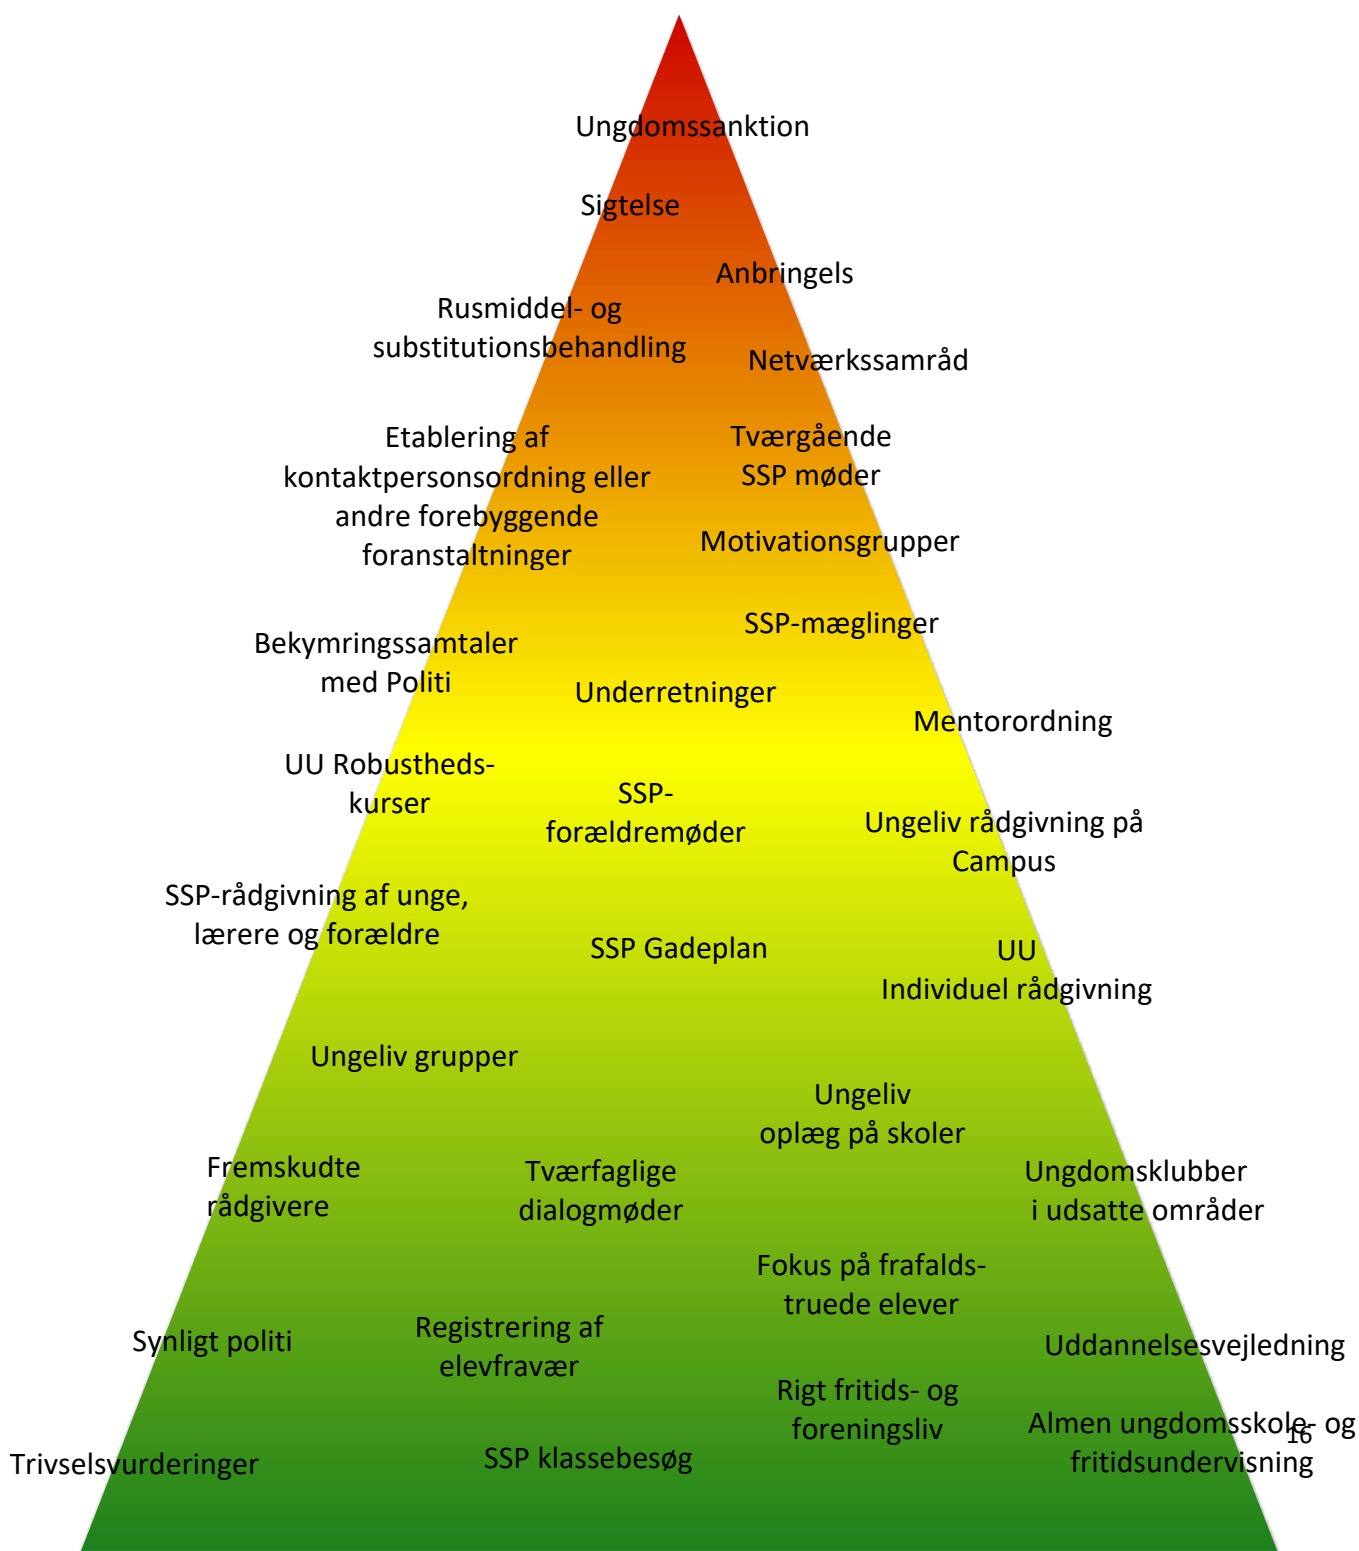 Ungdomssanktion
Sigtelse
Anbringels
Rusmiddel- og
substitutionsbehandling
Netværkssamråd
Etablering af
kontaktpersonsordning eller
andre forebyggende
foranstaltninger
Tværgående
SSP møder
Motivationsgrupper
SSP-mæglinger
Bekymringssamtaler
med Politi
Underretninger
Mentorordning
UU Robustheds-
kurser
SSP-
forældremøder
Ungeliv rådgivning på
Campus
SSP-rådgivning af unge,
lærere og forældre
SSP Gadeplan
UU
Individuel rådgivning
Ungeliv grupper
Ungeliv
oplæg på skoler
Fremskudte
rådgivere
Tværfaglige
dialogmøder
Ungdomsklubber
i udsatte områder
Fokus på frafalds-
truede elever
Synligt politi
Registrering af
elevfravær
Uddannelsesvejledning
Rigt fritids- og
foreningsliv
Almen ungdomsskole- og
fritidsundervisning
16
Trivselsvurderinger
SSP klassebesøg